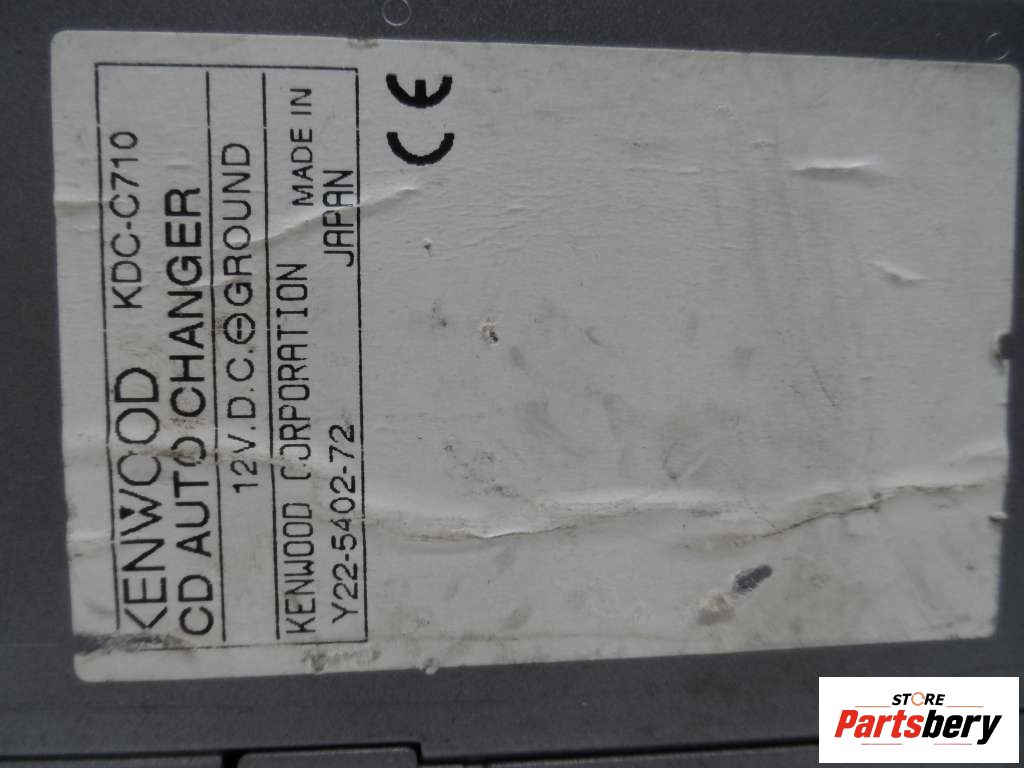 KENWOOD KDC-C710
CD AUTO CHANGER
12V.D.C.⊖GROUND
KENWOOD CORPORATION MADE IN
JAPAN
Y22-5402-72
CE
STORE
Partsbery